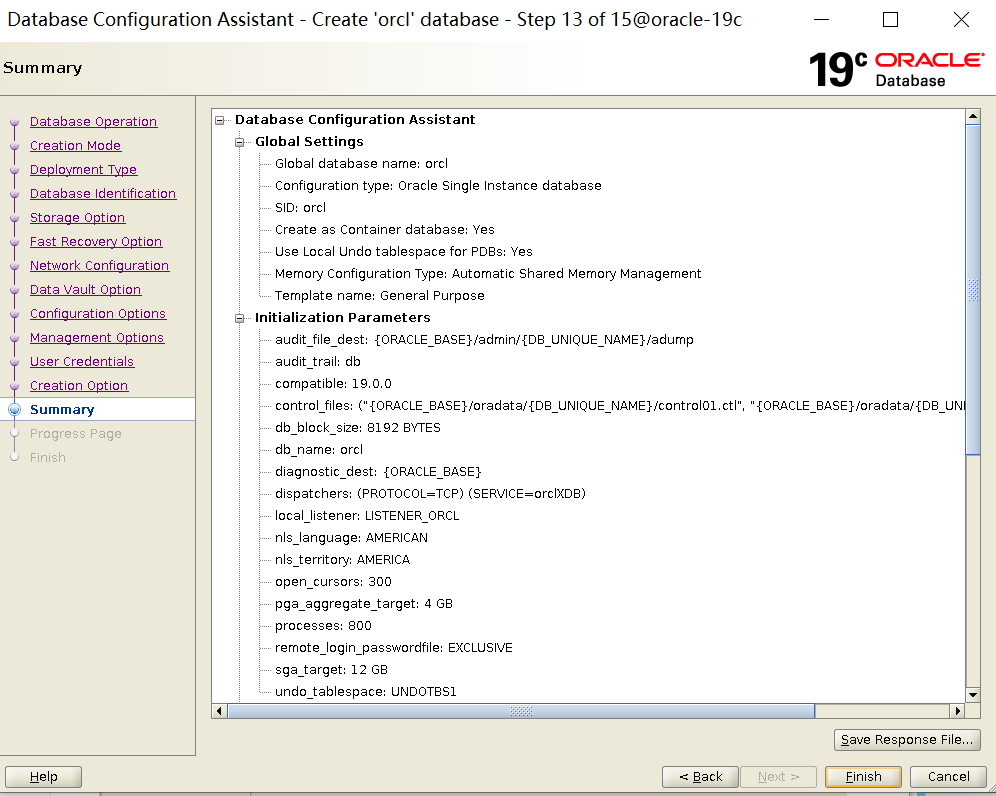 Database Configuration Assistant - Create 'orcl' database - Step 13 of 15@oracle-19c
Summary
19c ORACLE
Database
Database Operation
Creation Mode
Deployment Type
Database Identification
Storage Option
Fast Recovery Option
Network Configuration
Data Vault Option
Configuration Options
Management Options
User Credentials
Creation Option
Summary
Progress Page
Finish
Database Configuration Assistant
Global Settings
Global database name: orcl
Configuration type: Oracle Single Instance database
SID: orcl
Create as Container database: Yes
Use Local Undo tablespace for PDBs: Yes
Memory Configuration Type: Automatic Shared Memory Management
Template name: General Purpose
Initialization Parameters
audit_file_dest: {ORACLE_BASE}/admin/{DB_UNIQUE_NAME}/adump
audit_trail: db
compatible: 19.0.0
control_files: ("{ORACLE_BASE}/oradata/{DB_UNIQUE_NAME}/control01.ctl", "{ORACLE_BASE}/oradata/{DB_UNI
db_block_size: 8192 BYTES
db_name: orcl
diagnostic_dest: {ORACLE_BASE}
dispatchers: (PROTOCOL=TCP) (SERVICE=orclXDB)
local_listener: LISTENER_ORCL
nls_language: AMERICAN
nls_territory: AMERICA
open_cursors: 300
pga_aggregate_target: 4 GB
processes: 800
remote_login_passwordfile: EXCLUSIVE
sga_target: 12 GB
undo_tablespace: UNDOTBS1
Save Response File...
Help
< Back
Next >
Finish
Cancel